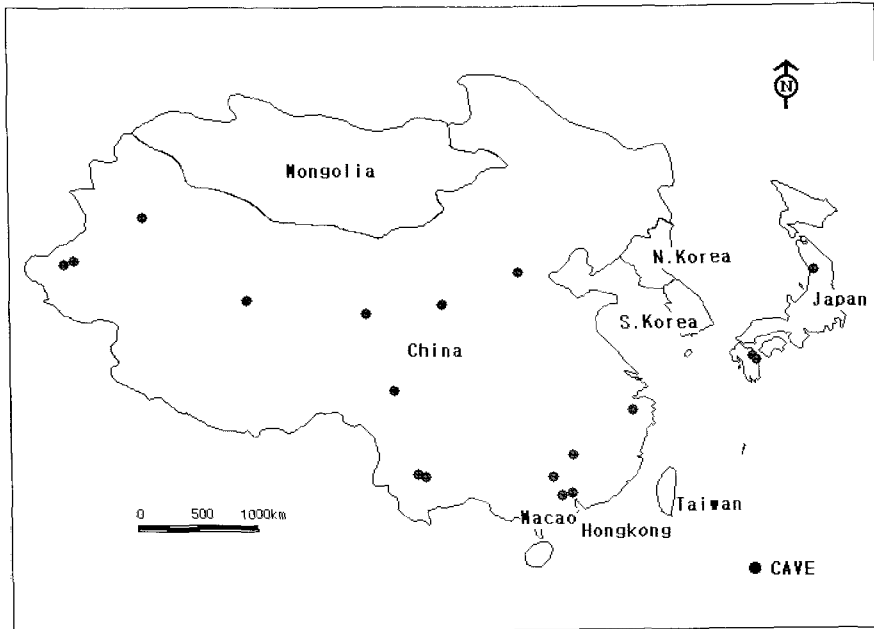 N
Mongolia
N.Korea
Japan
S.Korea
China
Taiwan
Macao
Hongkong
0 500 1000km
CAVE